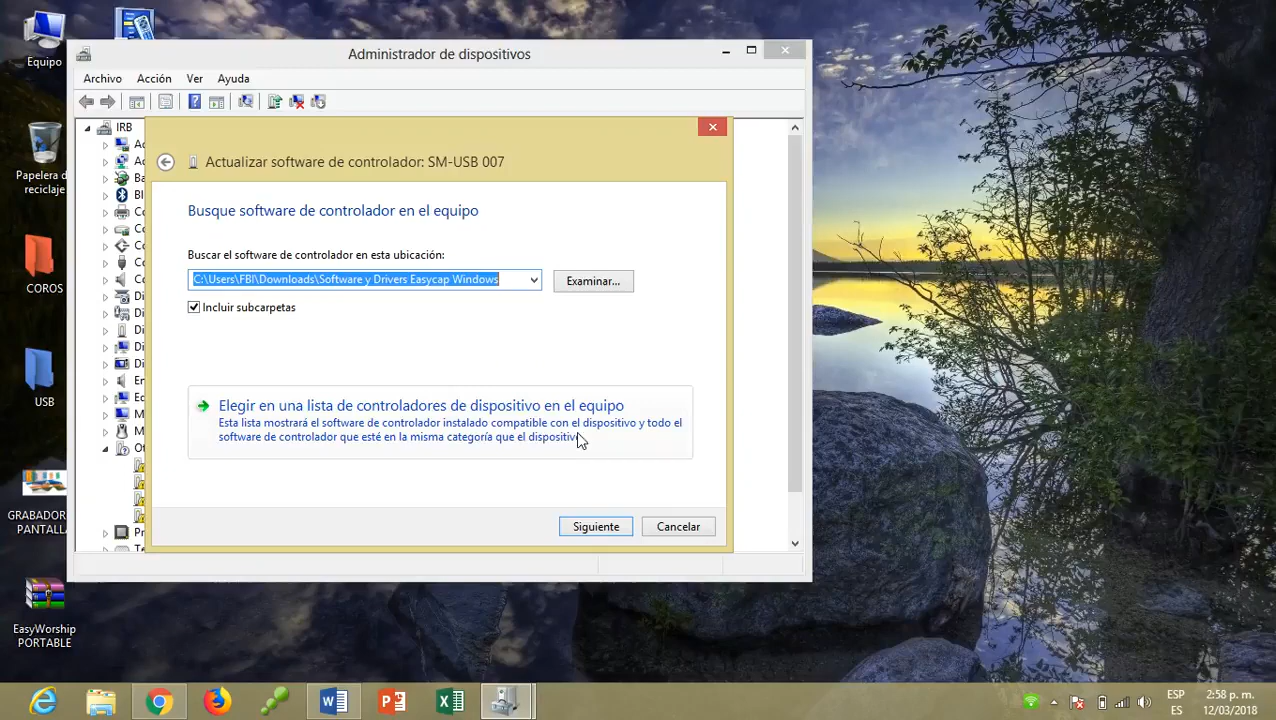 Equipo
Papelera de
reciclaje
COROS
USB
GRABADOR
PANTALLA
EasyWorship
PORTABLE
Administrador de dispositivos
Archivo Acción Ver Ayuda
IRB
Actualizar software de controlador: SM-USB 007
Busque software de controlador en el equipo
Buscar el software de controlador en esta ubicación:
C:\Users\FBI\Downloads\Software y Drivers Easycap Windows
Examinar...
Incluir subcarpetas
Elegir en una lista de controladores de dispositivo en el equipo
Esta lista mostrará el software de controlador instalado compatible con el dispositivo y todo el
software de controlador que esté en la misma categoría que el dispositivo.
Siguiente Cancelar
ESP
ES
2:58 p. m.
12/03/2018